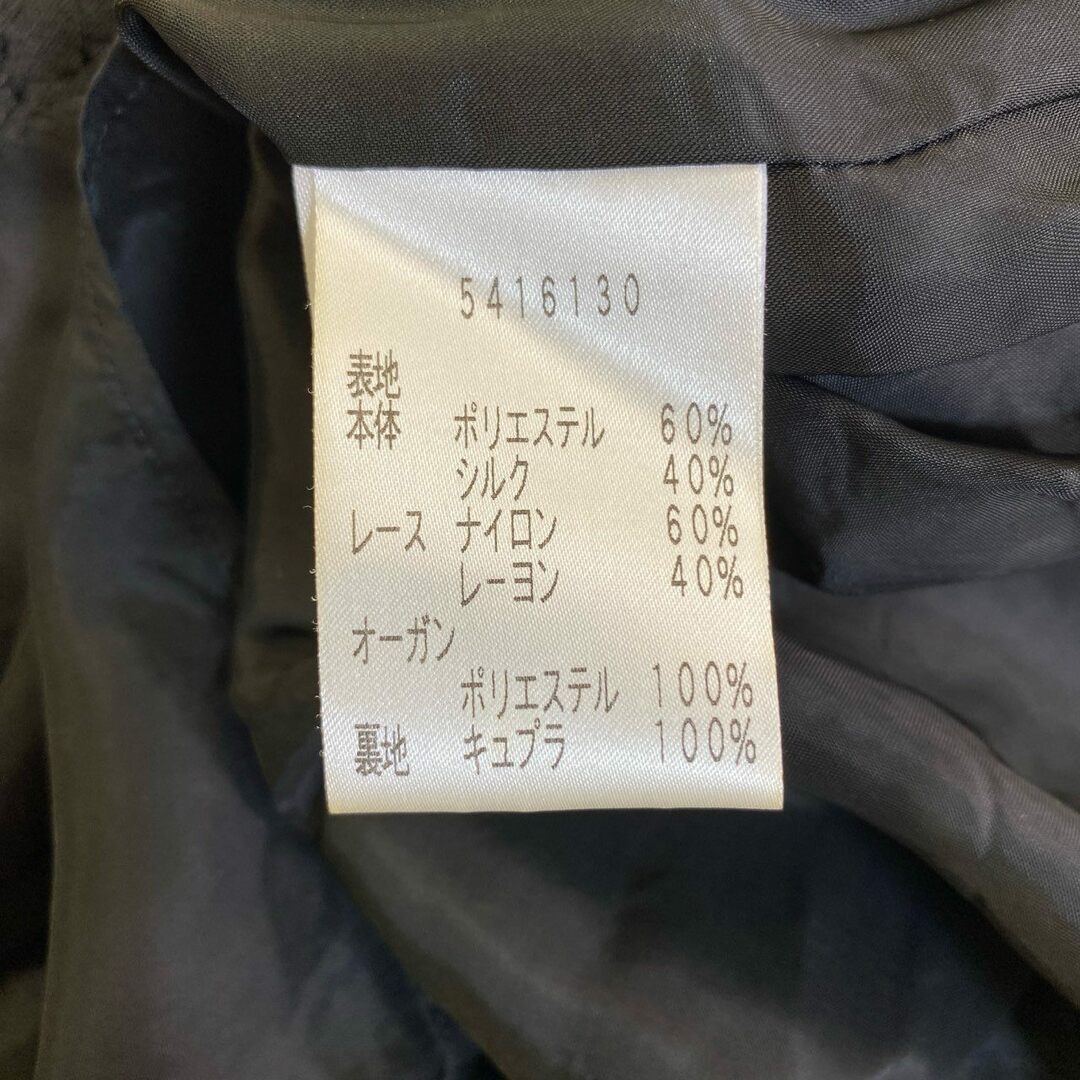 5416130
表地
本体 ポリエステル 60%
シルク 40%
レース ナイロン 60%
レーヨン 40%
オーガン
ポリエステル 100%
裏地 キュプラ 100%